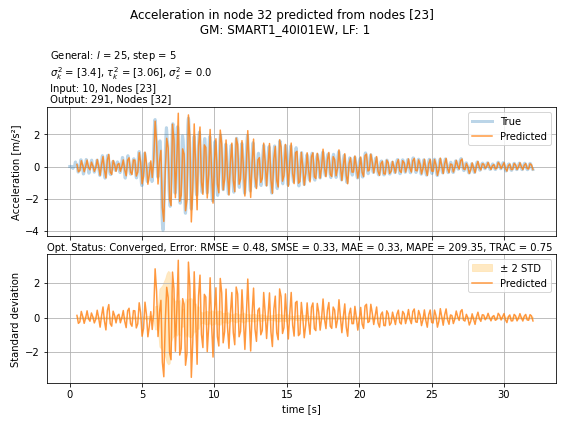 Acceleration in node 32 predicted from nodes [23]
GM: SMART1_40I01EW, LF: 1
General: l = 25, step = 5
σ²ₖ = [3.4], τ²ₖ = [3.06], σ²ₑ = 0.0
Input: 10, Nodes [23]
Output: 291, Nodes [32]
Acceleration [m/s²]
2
0
−2
−4
True
Predicted
Opt. Status: Converged, Error: RMSE = 0.48, SMSE = 0.33, MAE = 0.33, MAPE = 209.35, TRAC = 0.75
Standard deviation
2
0
−2
± 2 STD
Predicted
0 5 10 15 20 25 30
time [s]